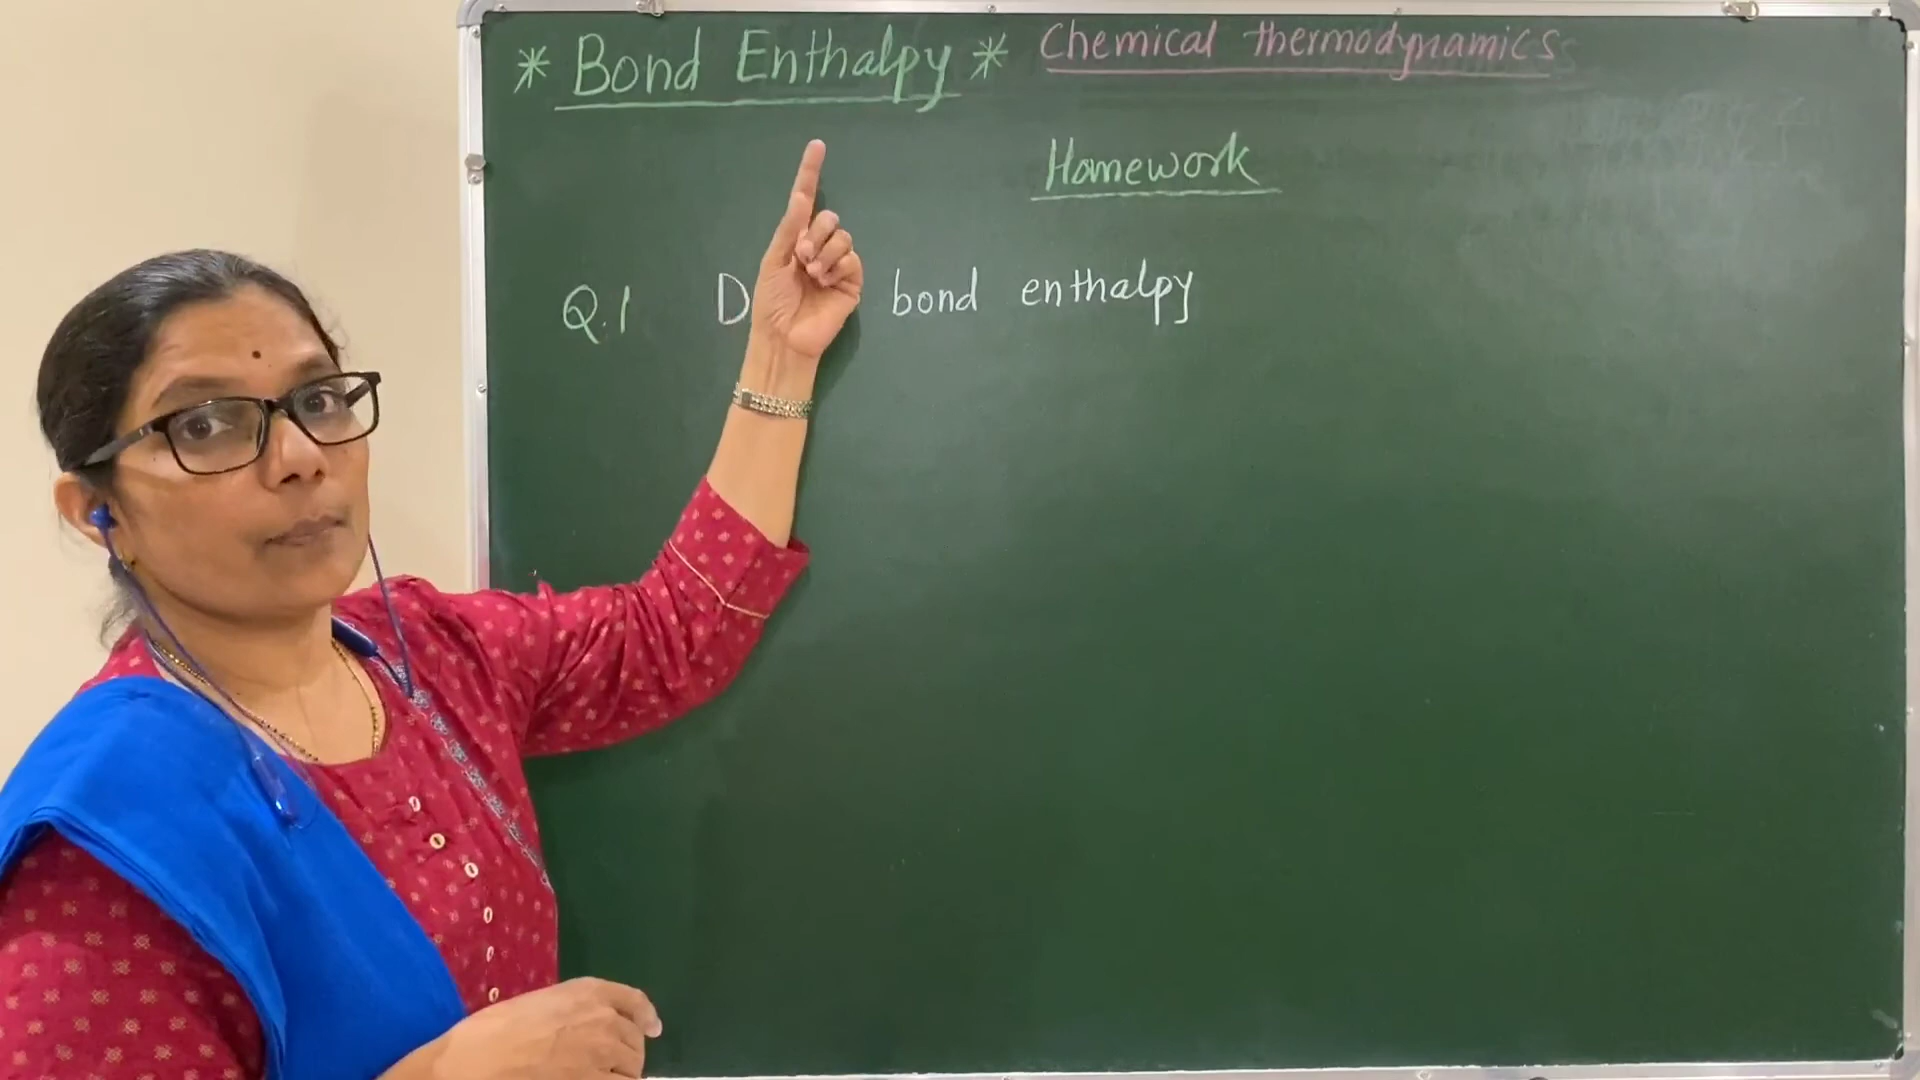 * Bond Enthalpy * Chemical thermodynamics
Homework
Q.1 D bond enthalpy